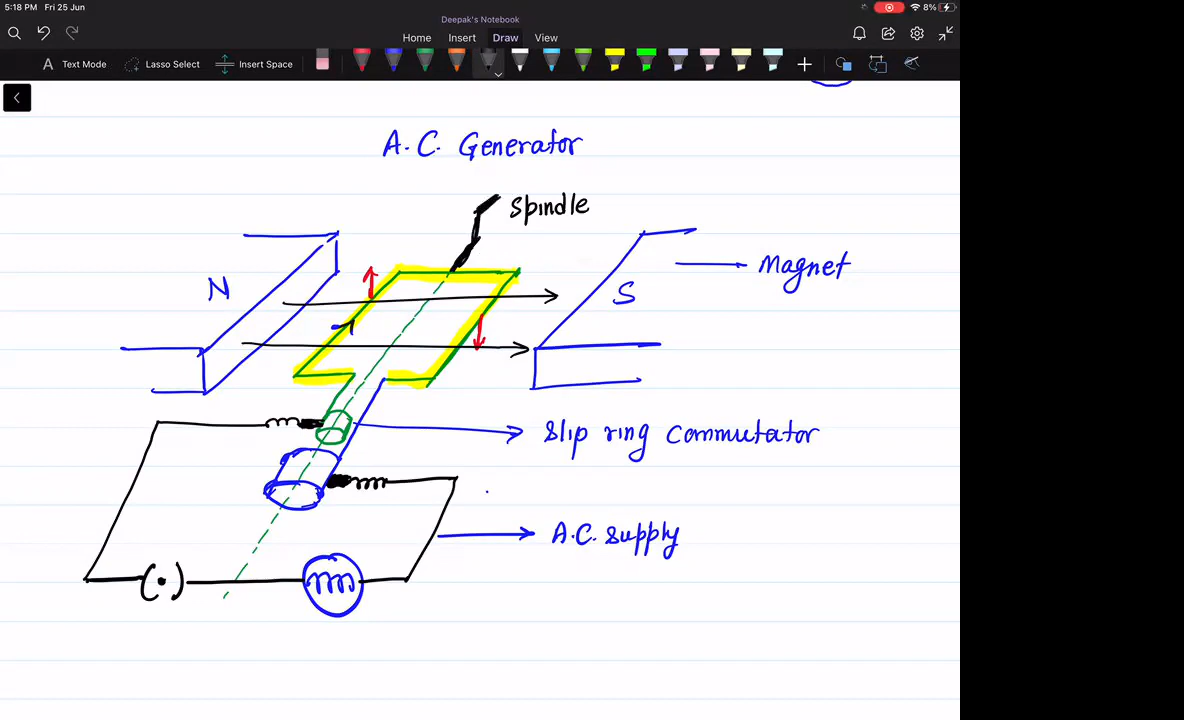 5:18 PM Fri 25 Jun
8%
Deepak's Notebook
Home Insert Draw View
A Text Mode Lasso Select Insert Space
A.C. Generator
Spindle
N
S
Magnet
Slip ring Commutator
A.C. Supply